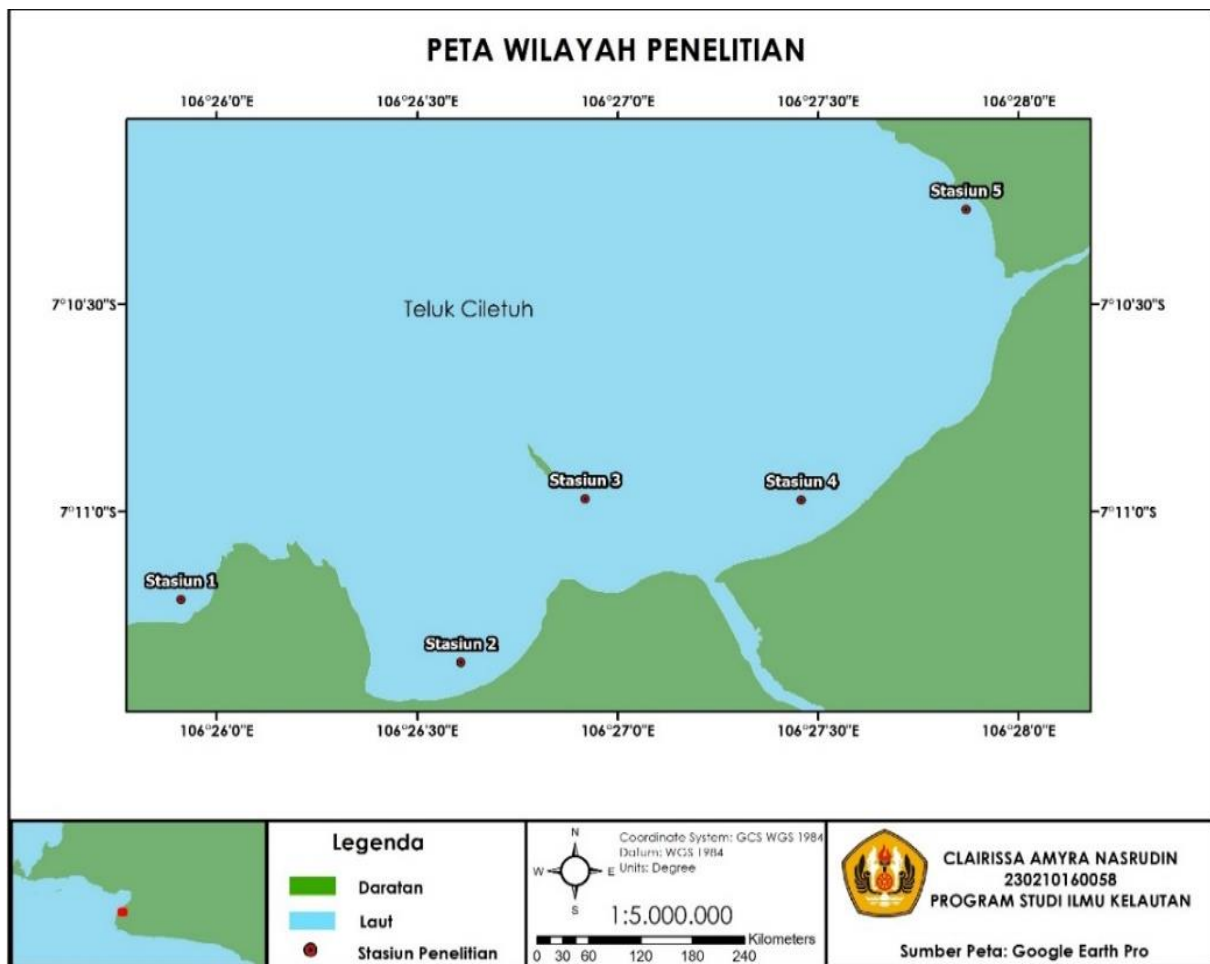 PETA WILAYAH PENELITIAN
106°26'0"E 106°26'30"E 106°27'0"E 106°27'30"E 106°28'0"E
Stasiun 5
7°10'30"S 7°10'30"S
Teluk Ciletuh
Stasiun 3
Stasiun 4
7°11'0"S 7°11'0"S
Stasiun 1
Stasiun 2
106°26'0"E 106°26'30"E 106°27'0"E 106°27'30"E 106°28'0"E
Legenda
Daratan
Laut
Stasiun Penelitian
N
W E
S
Coordinate System: GCS WGS 1984
Datum: WGS 1984
Units: Degree
1:5.000.000
Kilometers
0 30 60 120 180 240
CLAIRISSA AMYRA NASRUDIN
230210160058
PROGRAM STUDI ILMU KELAUTAN
Sumber Peta: Google Earth Pro